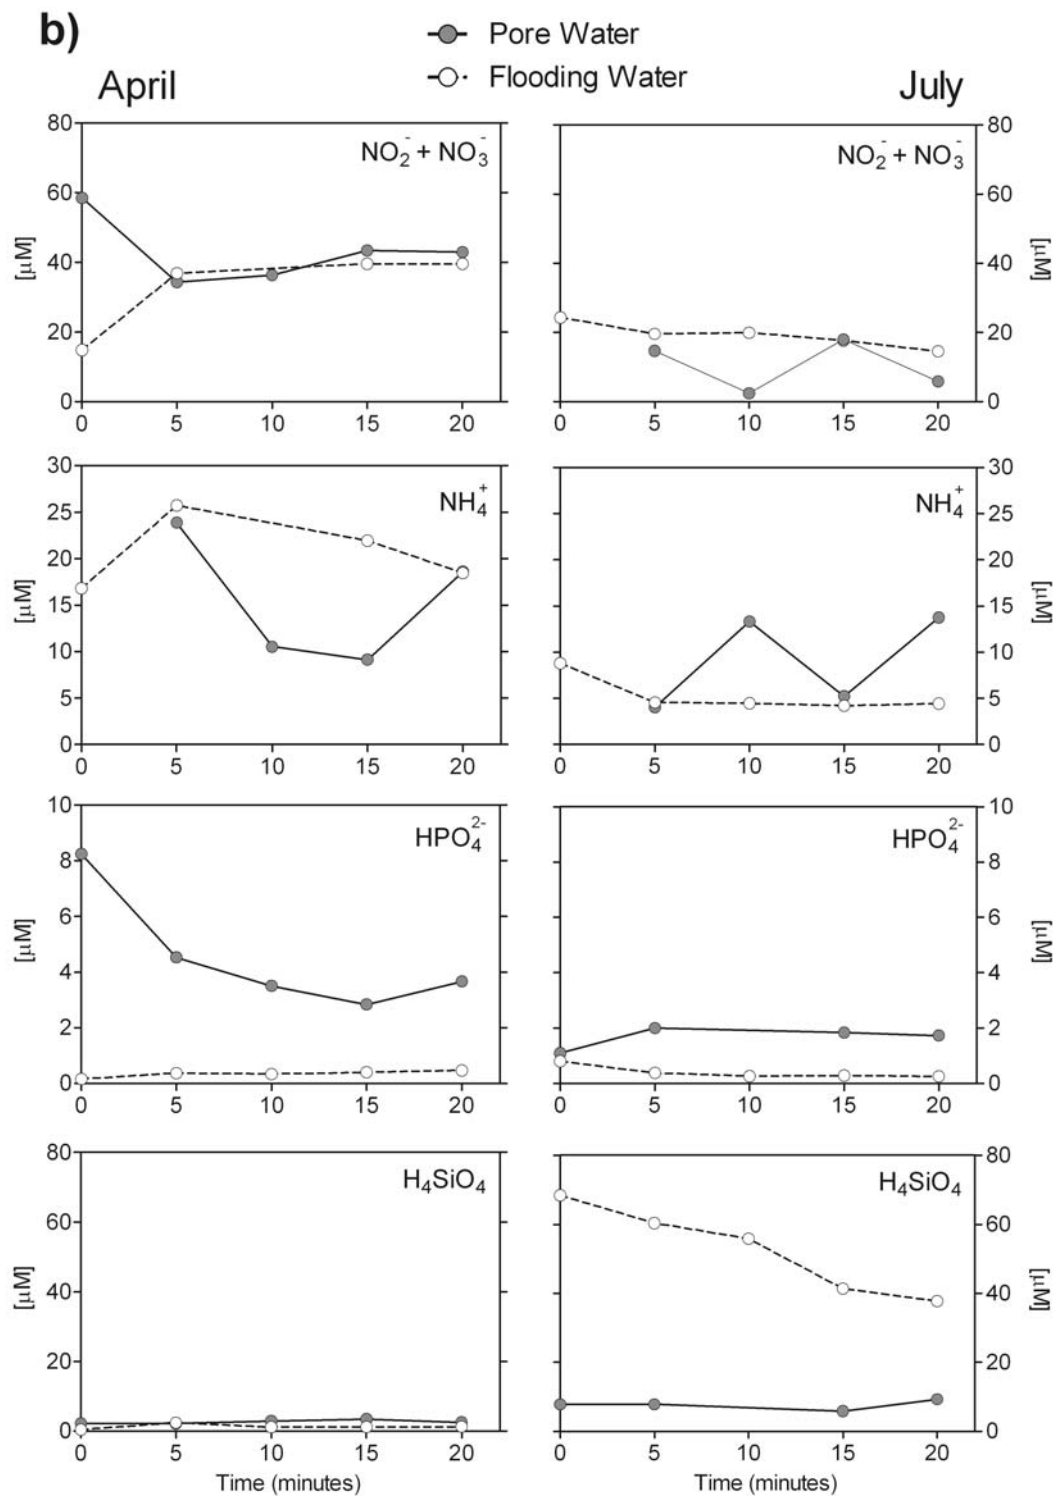 b)
Pore Water
Flooding Water
April
July
80
60
40
20
0
[µM]
NO₂⁻ + NO₃⁻
0 5 10 15 20
NO₂⁻ + NO₃⁻
80
60
40
20
0
[µM]
0 5 10 15 20
30
25
20
15
10
5
0
[µM]
NH₄⁺
0 5 10 15 20
NH₄⁺
30
25
20
15
10
5
0
[µM]
0 5 10 15 20
10
8
6
4
2
0
[µM]
HPO₄²⁻
0 5 10 15 20
HPO₄²⁻
10
8
6
4
2
0
[µM]
0 5 10 15 20
80
60
40
20
0
[µM]
H₄SiO₄
0 5 10 15 20
Time (minutes)
H₄SiO₄
80
60
40
20
0
[µM]
0 5 10 15 20
Time (minutes)